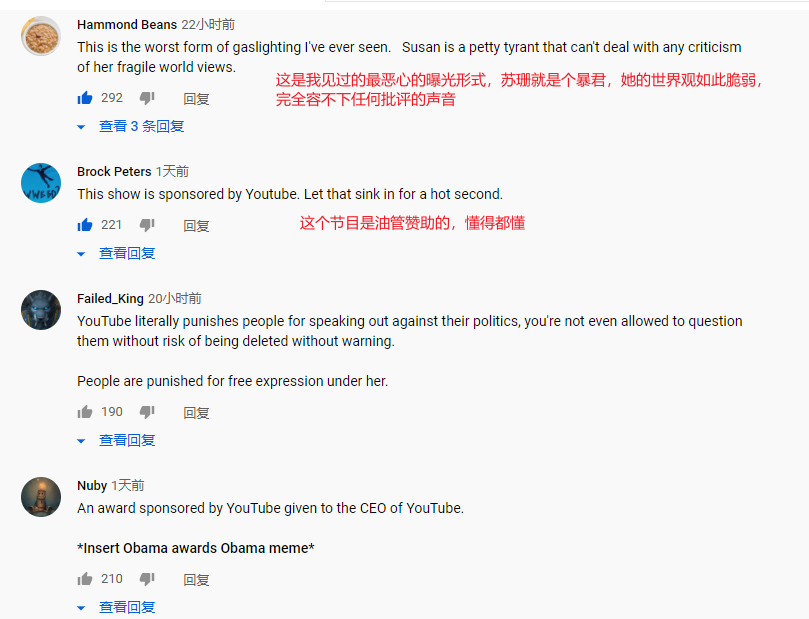 Hammond Beans 22小时前
This is the worst form of gaslighting I've ever seen.   Susan is a petty tyrant that can't deal with any criticism
of her fragile world views.
这是我见过的最恶心的曝光形式，苏珊就是个暴君，她的世界观如此脆弱，
完全容不下任何批评的声音
292 回复
查看 3 条回复
Brock Peters 1天前
This show is sponsored by Youtube. Let that sink in for a hot second.
这个节目是油管赞助的，懂得都懂
221 回复
查看回复
Failed_King 20小时前
YouTube literally punishes people for speaking out against their politics, you're not even allowed to question
them without risk of being deleted without warning.
People are punished for free expression under her.
190 回复
查看回复
Nuby 1天前
An award sponsored by YouTube given to the CEO of YouTube.
*Insert Obama awards Obama meme*
210 回复
查看回复